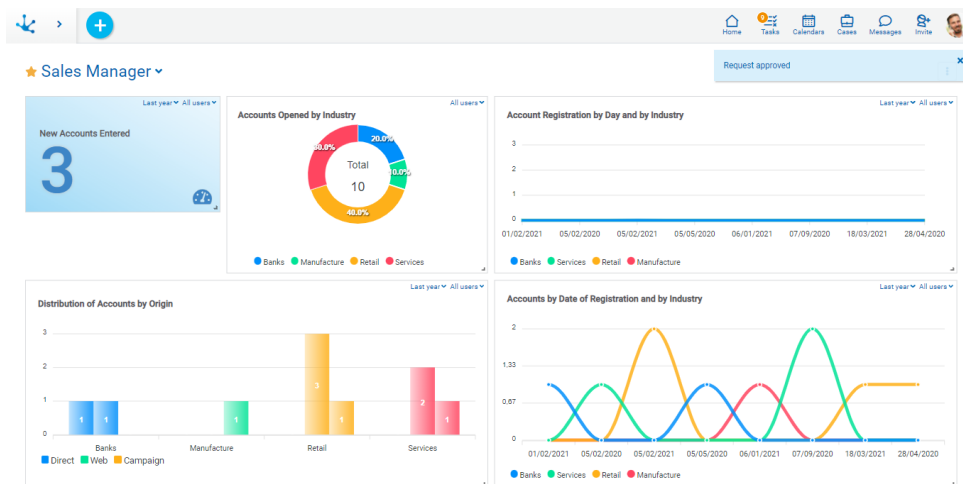 9
Home Tasks Calendars Cases Messages Invite
Request approved
Sales Manager
Last year All users
New Accounts Entered
3
All users
Accounts Opened by Industry
20.0%
10.0%
40.0%
30.0%
Total
10
Banks Manufacture Retail Services
Last year All users
Account Registration by Day and by Industry
3
2
1
0
01/02/2021 05/02/2020 05/02/2021 05/05/2020 06/01/2021 07/09/2020 18/03/2021 28/04/2020
Banks Services Retail Manufacture
Last year All users
Distribution of Accounts by Origin
3
2
1
0
1 1 1 3 1 2 1
Banks Manufacture Retail Services
Direct Web Campaign
Last year All users
Accounts by Date of Registration and by Industry
2
1,33
0,67
0
01/02/2021 05/02/2020 05/02/2021 05/05/2020 06/01/2021 07/09/2020 18/03/2021 28/04/2020
Banks Services Retail Manufacture